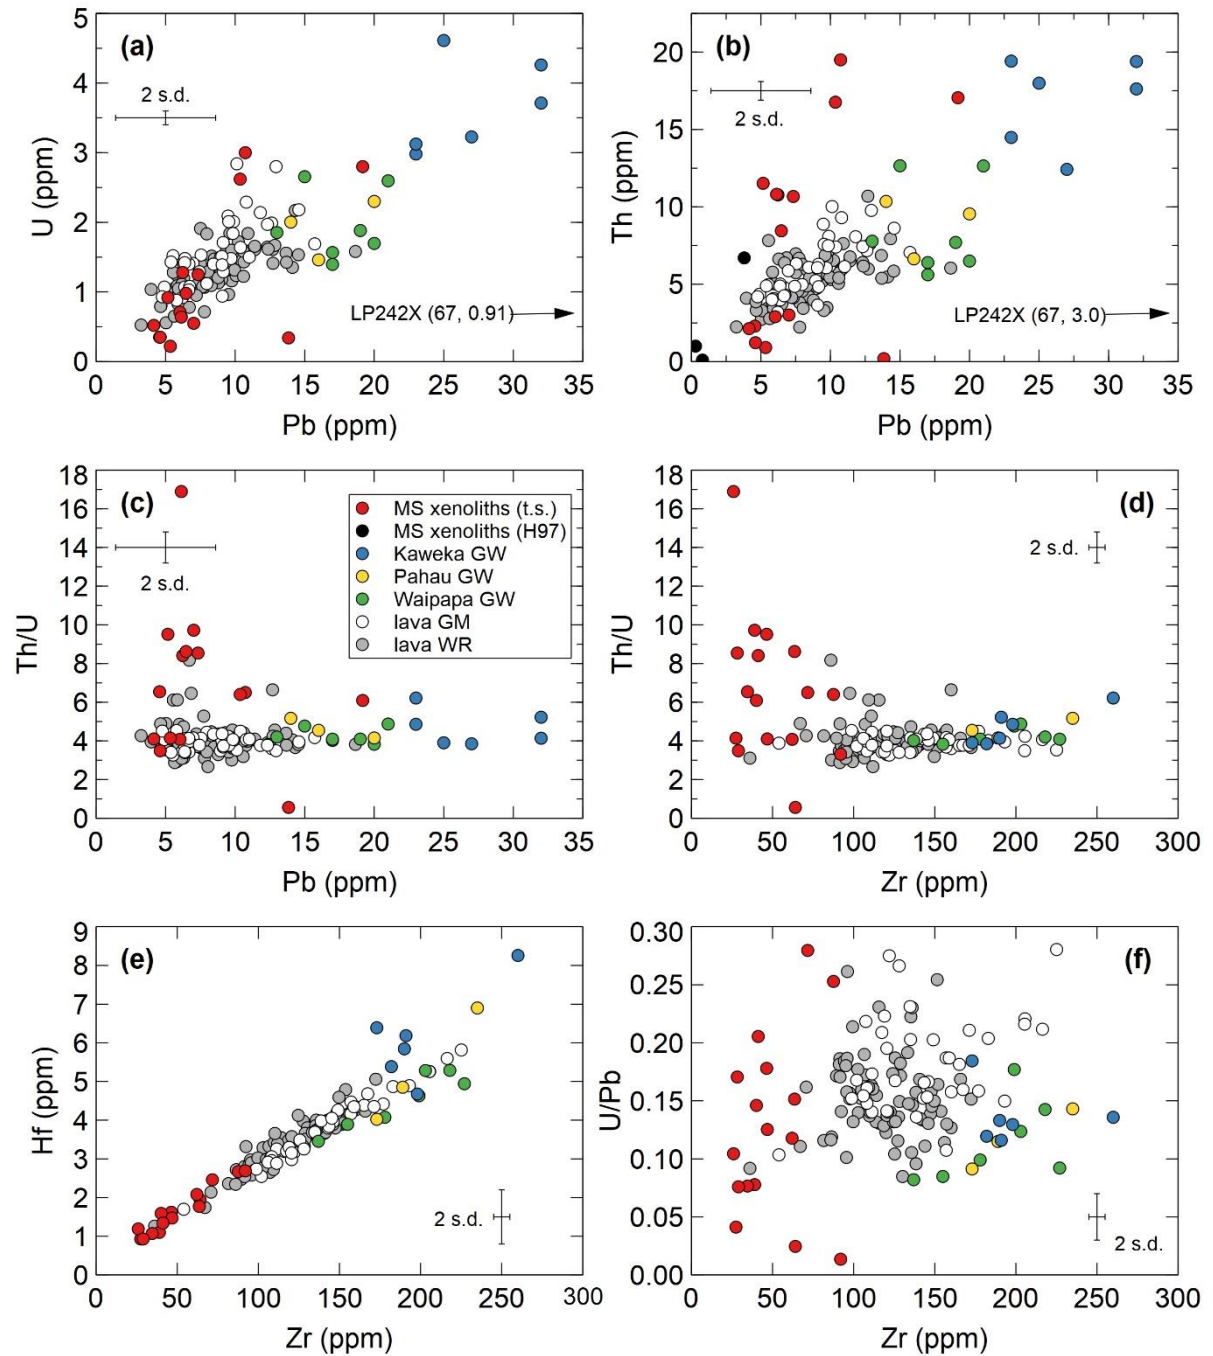 (a)
2 s.d.
LP242X (67, 0.91)
0 1 2 3 4 5
U (ppm)
0 5 10 15 20 25 30 35
Pb (ppm)
(b)
2 s.d.
LP242X (67, 3.0)
0 5 10 15 20
Th (ppm)
0 5 10 15 20 25 30 35
Pb (ppm)
(c)
2 s.d.
MS xenoliths (t.s.)
MS xenoliths (H97)
Kaweka GW
Pahau GW
Waipapa GW
lava GM
lava WR
0 2 4 6 8 10 12 14 16 18
Th/U
0 5 10 15 20 25 30 35
Pb (ppm)
(d)
2 s.d.
0 2 4 6 8 10 12 14 16 18
Th/U
0 50 100 150 200 250 300
Zr (ppm)
(e)
2 s.d.
0 1 2 3 4 5 6 7 8 9
Hf (ppm)
0 50 100 150 200 250 300
Zr (ppm)
(f)
2 s.d.
0.00 0.05 0.10 0.15 0.20 0.25 0.30
U/Pb
0 50 100 150 200 250 300
Zr (ppm)